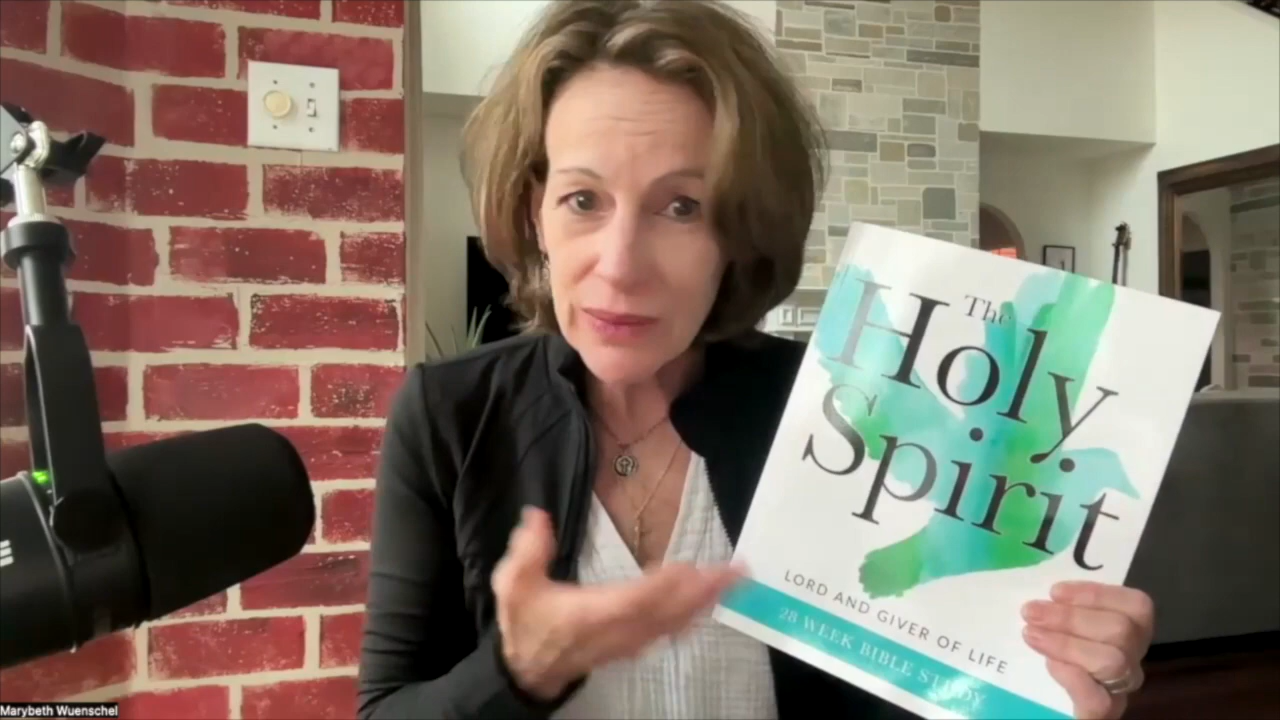 The
Holy
Spirit
LORD AND GIVER OF LIFE
28 WEEK BIBLE STUDY
Marybeth Wuenschel